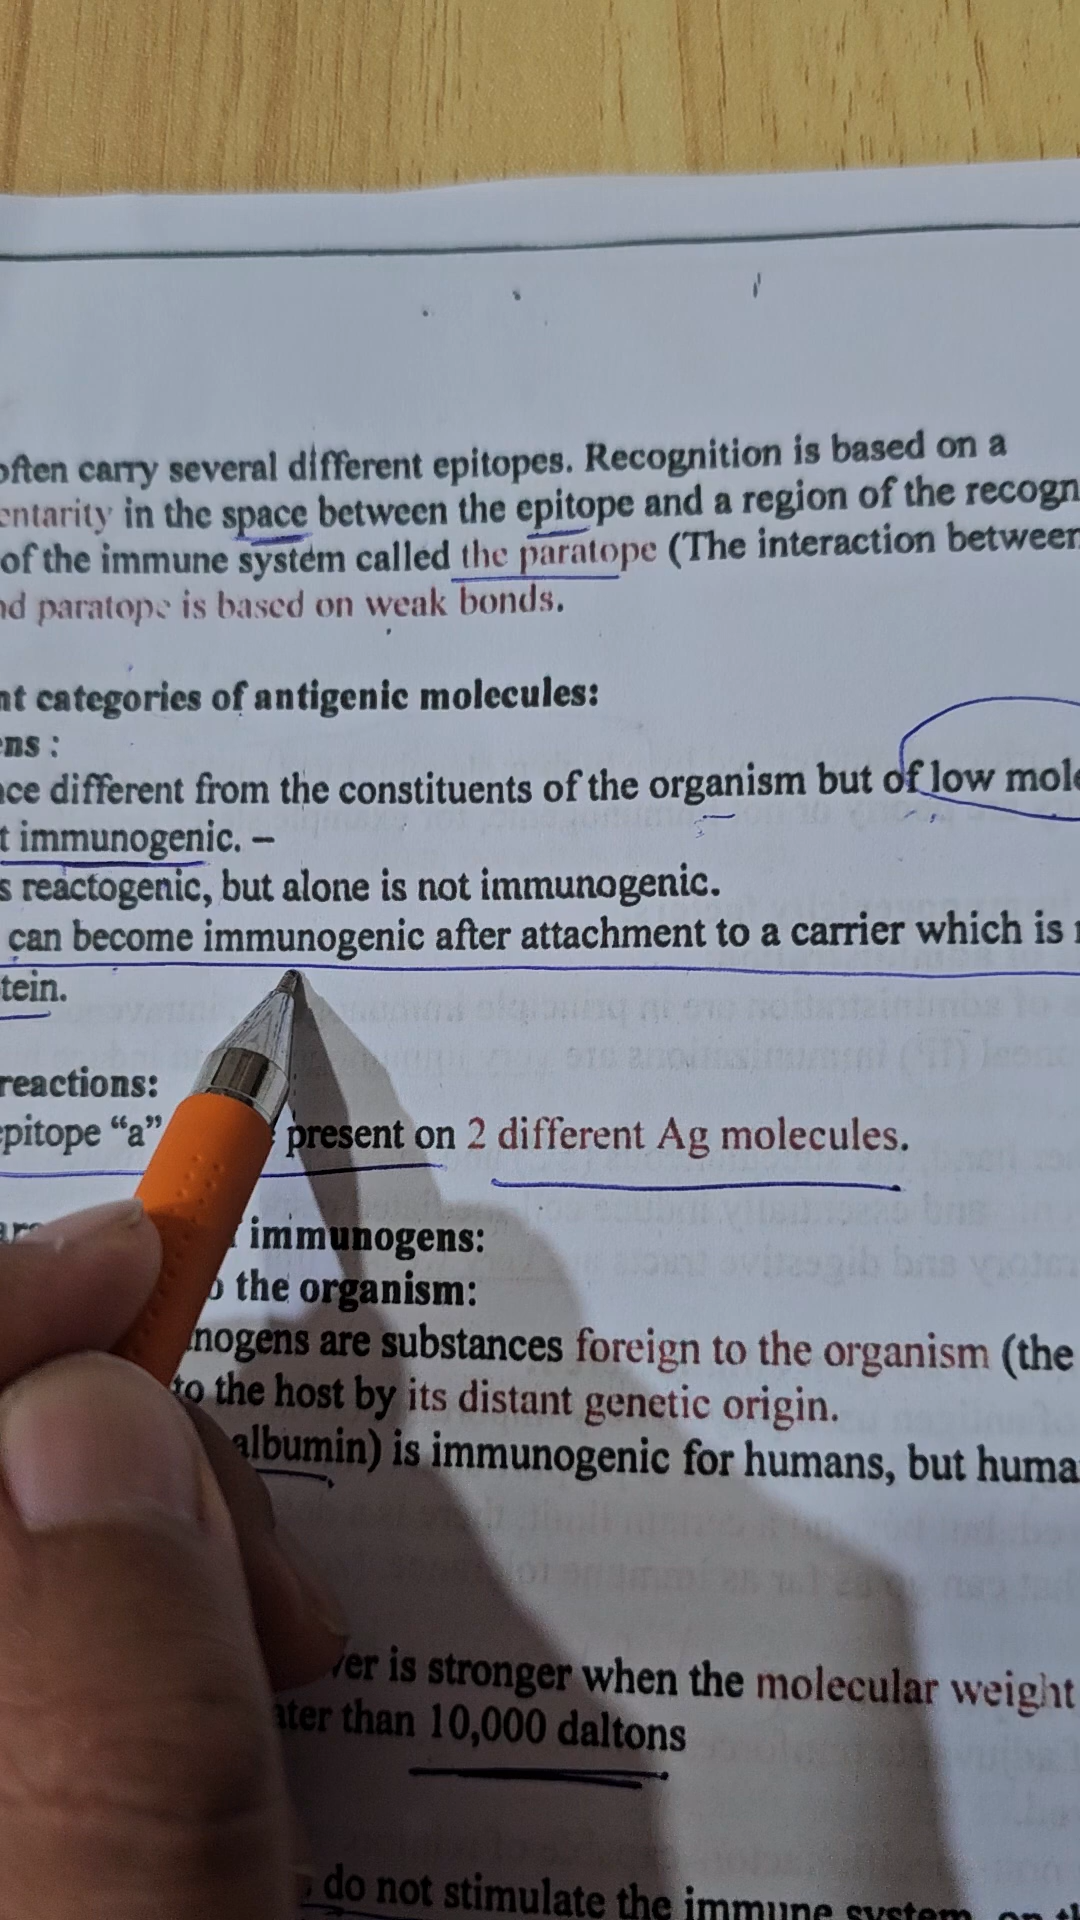 often carry several different epitopes. Recognition is based on a
entarity in the space between the epitope and a region of the recogn
of the immune system called the paratope (The interaction between
nd paratope is based on weak bonds.
nt categories of antigenic molecules:
ens :
nce different from the constituents of the organism but of low mole
t immunogenic. –
s reactogenic, but alone is not immunogenic.
can become immunogenic after attachment to a carrier which is
tein.
reactions:
epitope “a” present on 2 different Ag molecules.
immunogens:
the organism:
nogens are substances foreign to the organism (the
to the host by its distant genetic origin.
albumin) is immunogenic for humans, but huma
ver is stronger when the molecular weight
ater than 10,000 daltons
do not stimulate the immune system